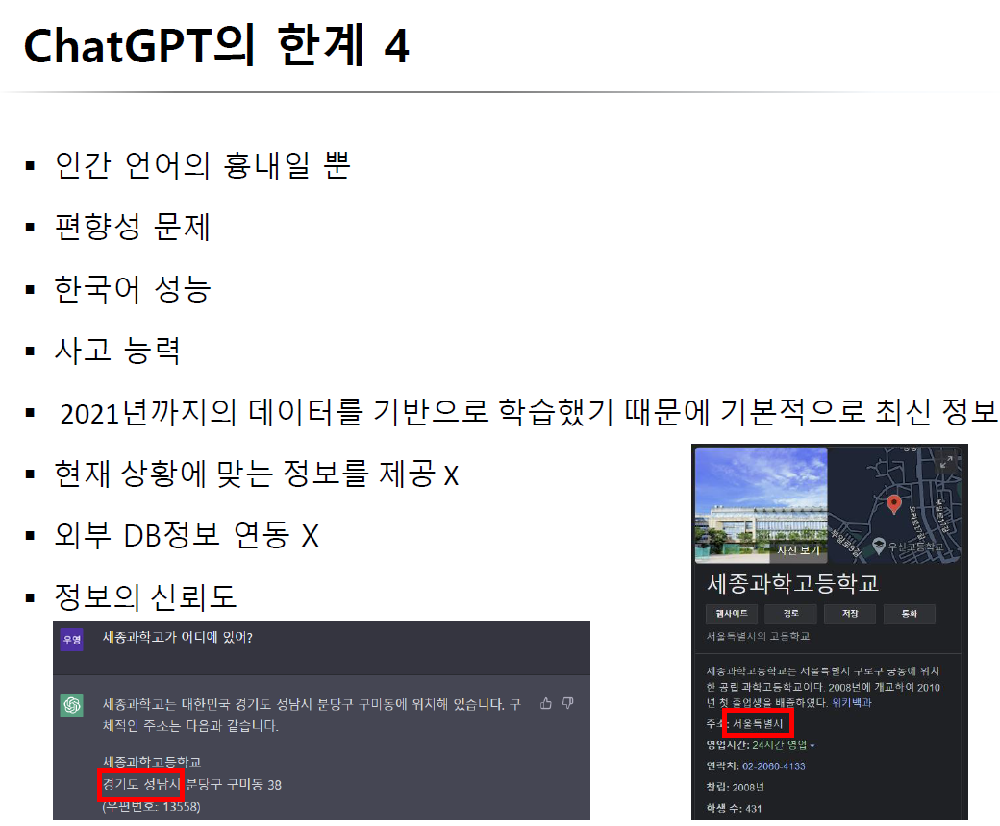 ChatGPT의 한계 4
▪ 인간 언어의 흉내일 뿐
▪ 편향성 문제
▪ 한국어 성능
▪ 사고 능력
▪ 2021년까지의 데이터를 기반으로 학습했기 때문에 기본적으로 최신 정보
▪ 현재 상황에 맞는 정보를 제공 X
▪ 외부 DB정보 연동 X
▪ 정보의 신뢰도
우영
세종과학고가 어디에 있어?
세종과학고는 대한민국 경기도 성남시 분당구 구미동에 위치해 있습니다. 구
체적인 주소는 다음과 같습니다.
세종과학고등학교
경기도 성남시 분당구 구미동 38
(우편번호: 13558)
사진 보기
우신고등학교
세종과학고등학교
웹사이트 경로 저장 통화
서울특별시의 고등학교
세종과학고등학교는 서울특별시 구로구 궁동에 위치
한 공립 과학고등학교이다. 2008년에 개교하여 2010
년 첫 졸업생을 배출하였다. 위키백과
주소: 서울특별시
영업시간: 24시간 영업
연락처: 02-2060-4133
창립: 2008년
학생 수: 431